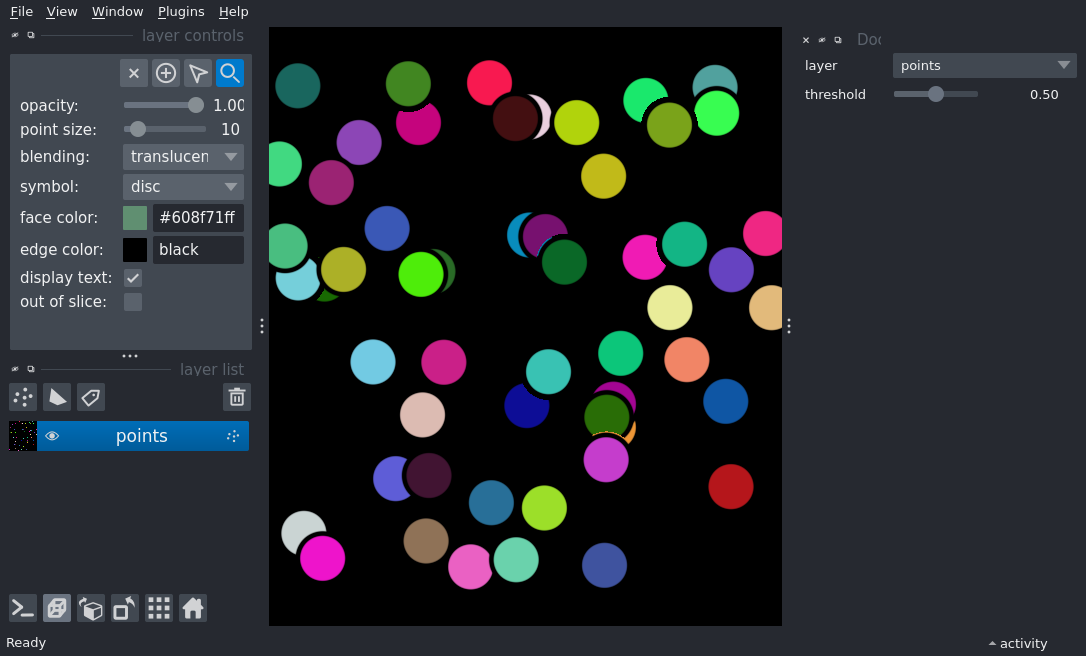 File View Window Plugins Help
layer controls
opacity: 1.00
point size: 10
blending: translucen
symbol: disc
face color: #608f71ff
edge color: black
display text:
out of slice:
layer list
points
Ready
Doc
layer points
threshold 0.50
activity